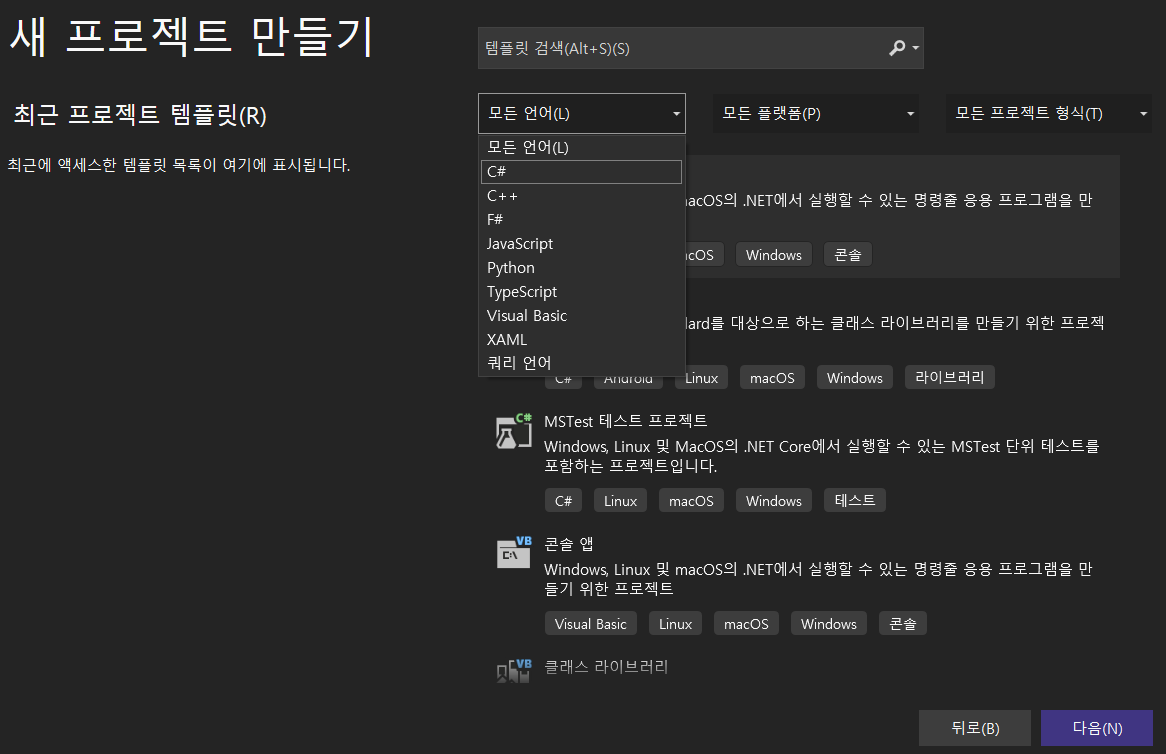 새 프로젝트 만들기
템플릿 검색(Alt+S)(S)
최근 프로젝트 템플릿(R)
최근에 액세스한 템플릿 목록이 여기에 표시됩니다.
모든 언어(L)
모든 플랫폼(P)
모든 프로젝트 형식(T)
모든 언어(L)
C#
C++
F#
JavaScript
Python
TypeScript
Visual Basic
XAML
쿼리 언어
macOS의 .NET에서 실행할 수 있는 명령줄 응용 프로그램을 만
macOS Windows 콘솔
를 대상으로 하는 클래스 라이브러리를 만들기 위한 프로젝
C# Android Linux macOS Windows 라이브러리
C#
MSTest 테스트 프로젝트
Windows, Linux 및 MacOS의 .NET Core에서 실행할 수 있는 MSTest 단위 테스트를
포함하는 프로젝트입니다.
C# Linux macOS Windows 테스트
VB
C:\
콘솔 앱
Windows, Linux 및 macOS의 .NET에서 실행할 수 있는 명령줄 응용 프로그램을 만
들기 위한 프로젝트
Visual Basic Linux macOS Windows 콘솔
VB
클래스 라이브러리
뒤로(B)
다음(N)